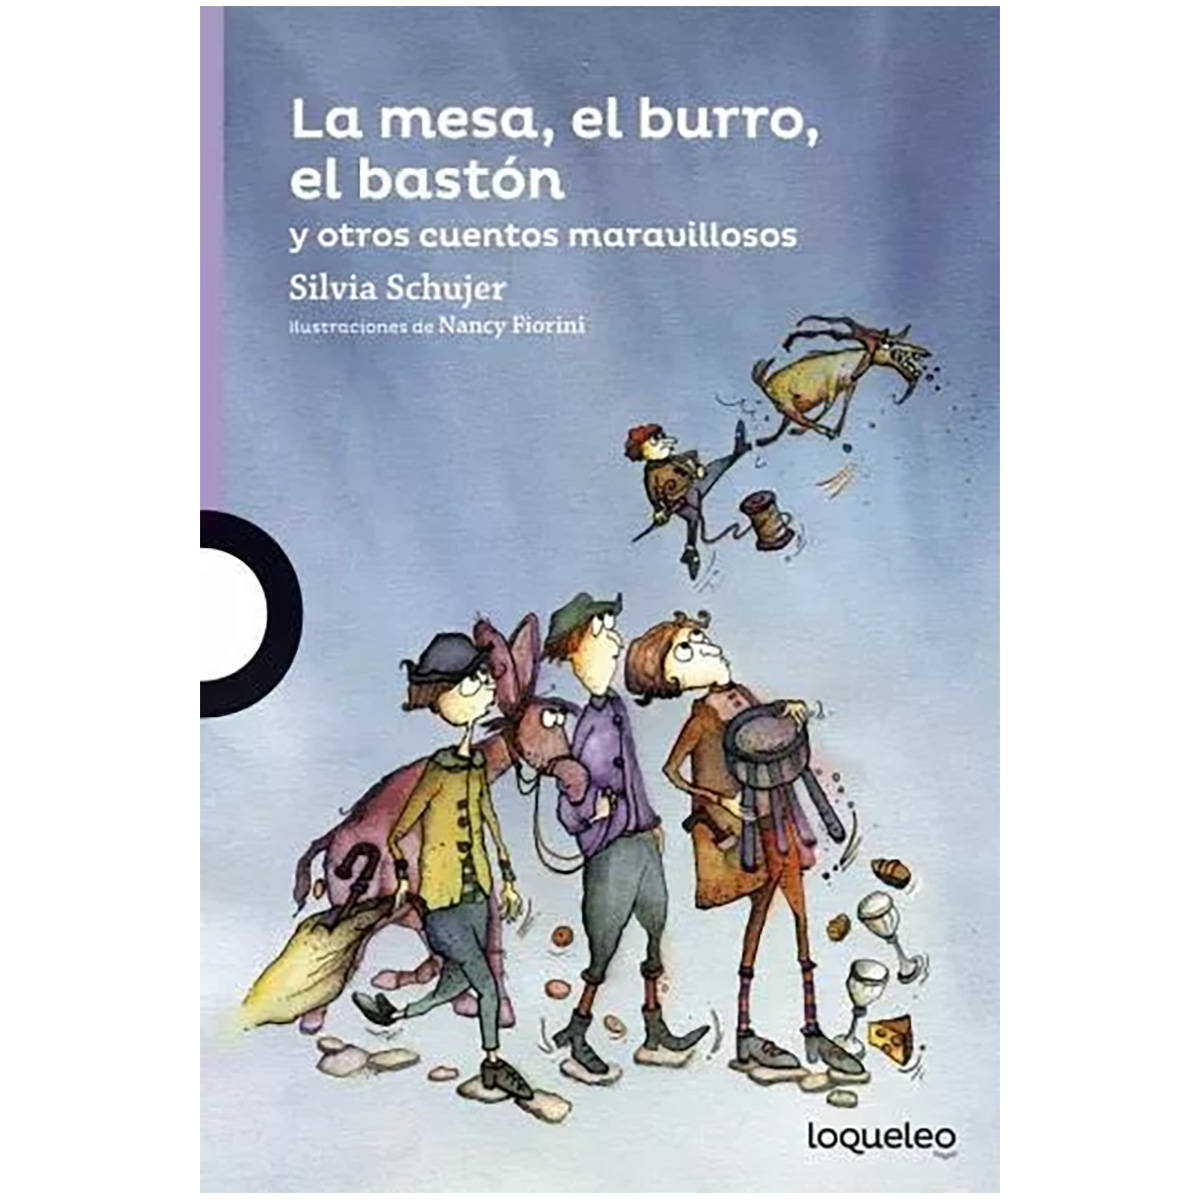 La mesa, el burro,
el bastón
y otros cuentos maravillosos
Silvia Schujer
ilustraciones de Nancy Fiorini
loqueleo